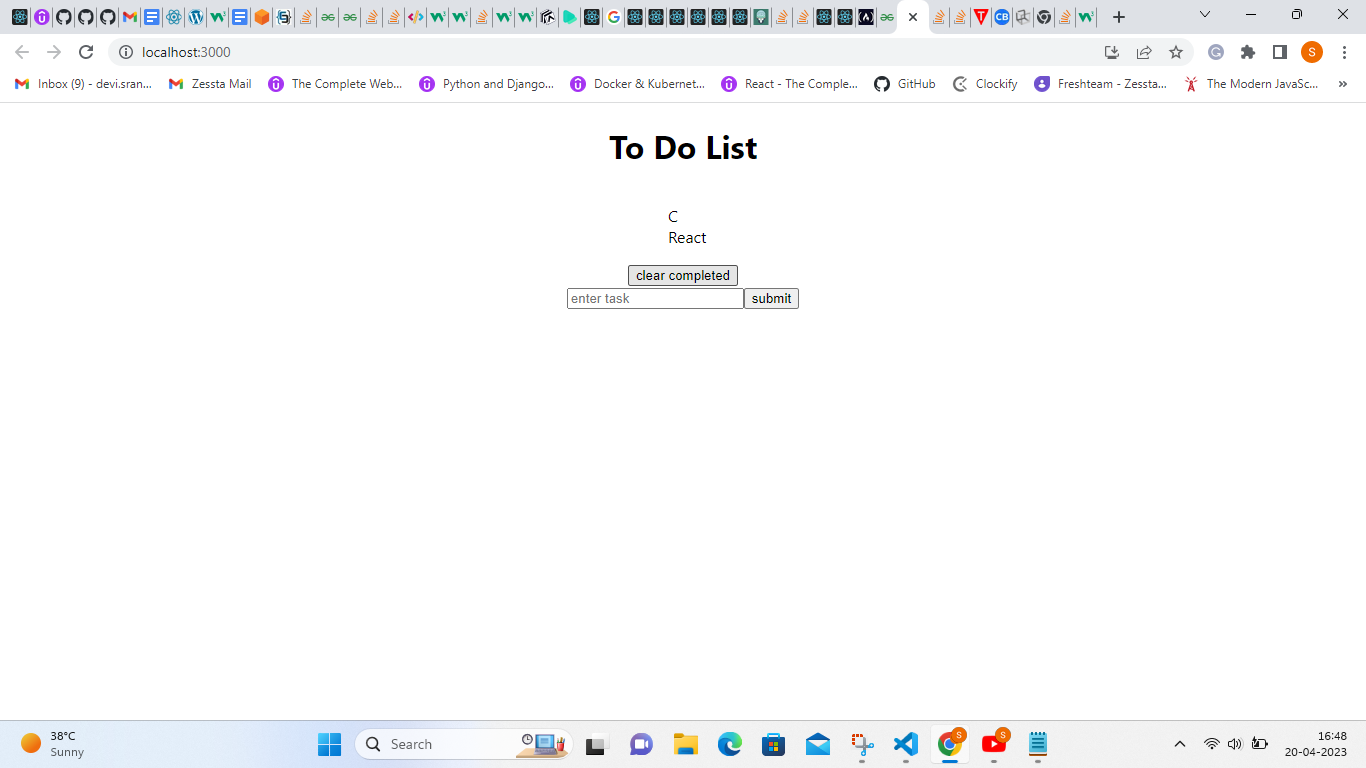 localhost:3000
S
Inbox (9) - devi.sran...
Zessta Mail
The Complete Web...
Python and Django...
Docker & Kubernet...
React - The Comple...
GitHub
Clockify
Freshteam - Zessta...
The Modern JavaSc...
»
To Do List
C
React
clear completed
enter task
submit
38°C
Sunny
Search
S
S
16:48
20-04-2023